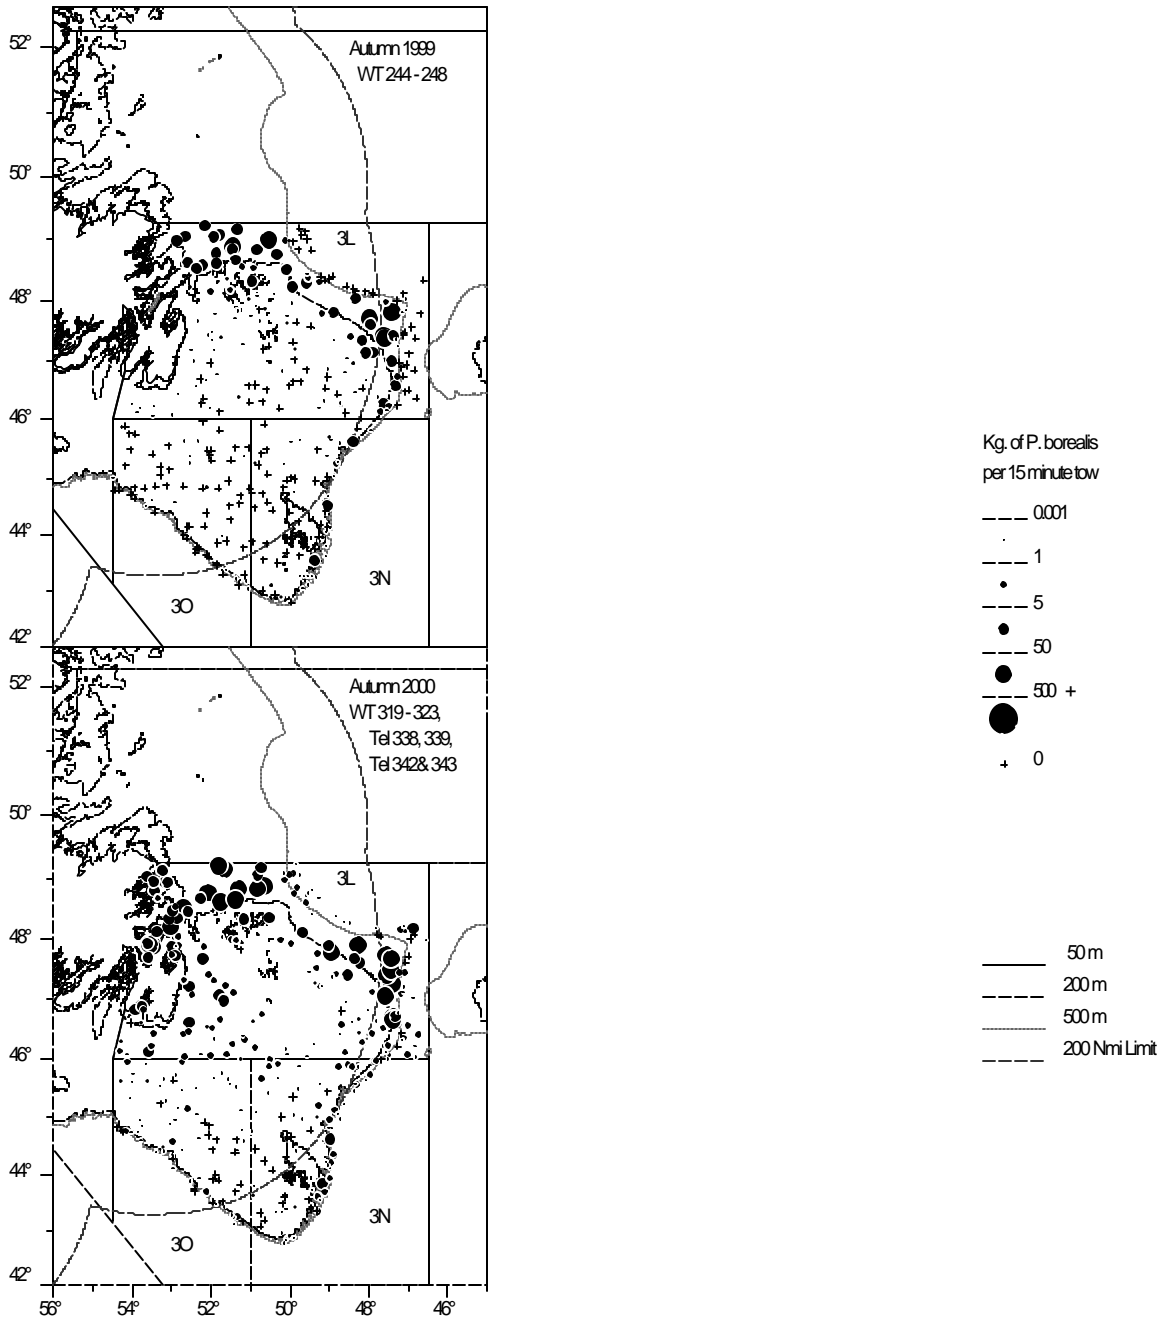 52°
50°
48°
46°
44°
42°
Autumn 1999
WT 244 - 248
3L
3O
3N
52°
50°
48°
46°
44°
42°
Autumn 2000
WT 319 - 323,
Tel 338, 339,
Tel 342 & 343
3L
3O
3N
56° 54° 52° 50° 48° 46°
Kg. of P. borealis
per 15 minute tow
0.001
1
5
50
500 +
0
50 m
200 m
500 m
200 Nmi Limit